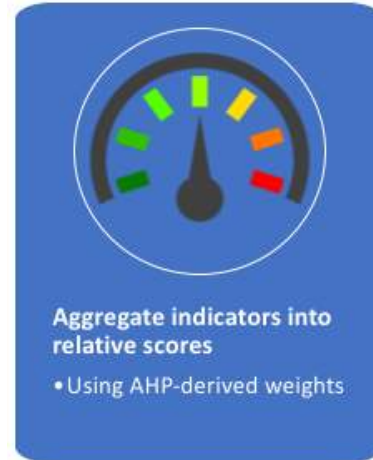 Aggregate indicators into
relative scores
•Using AHP-derived weights